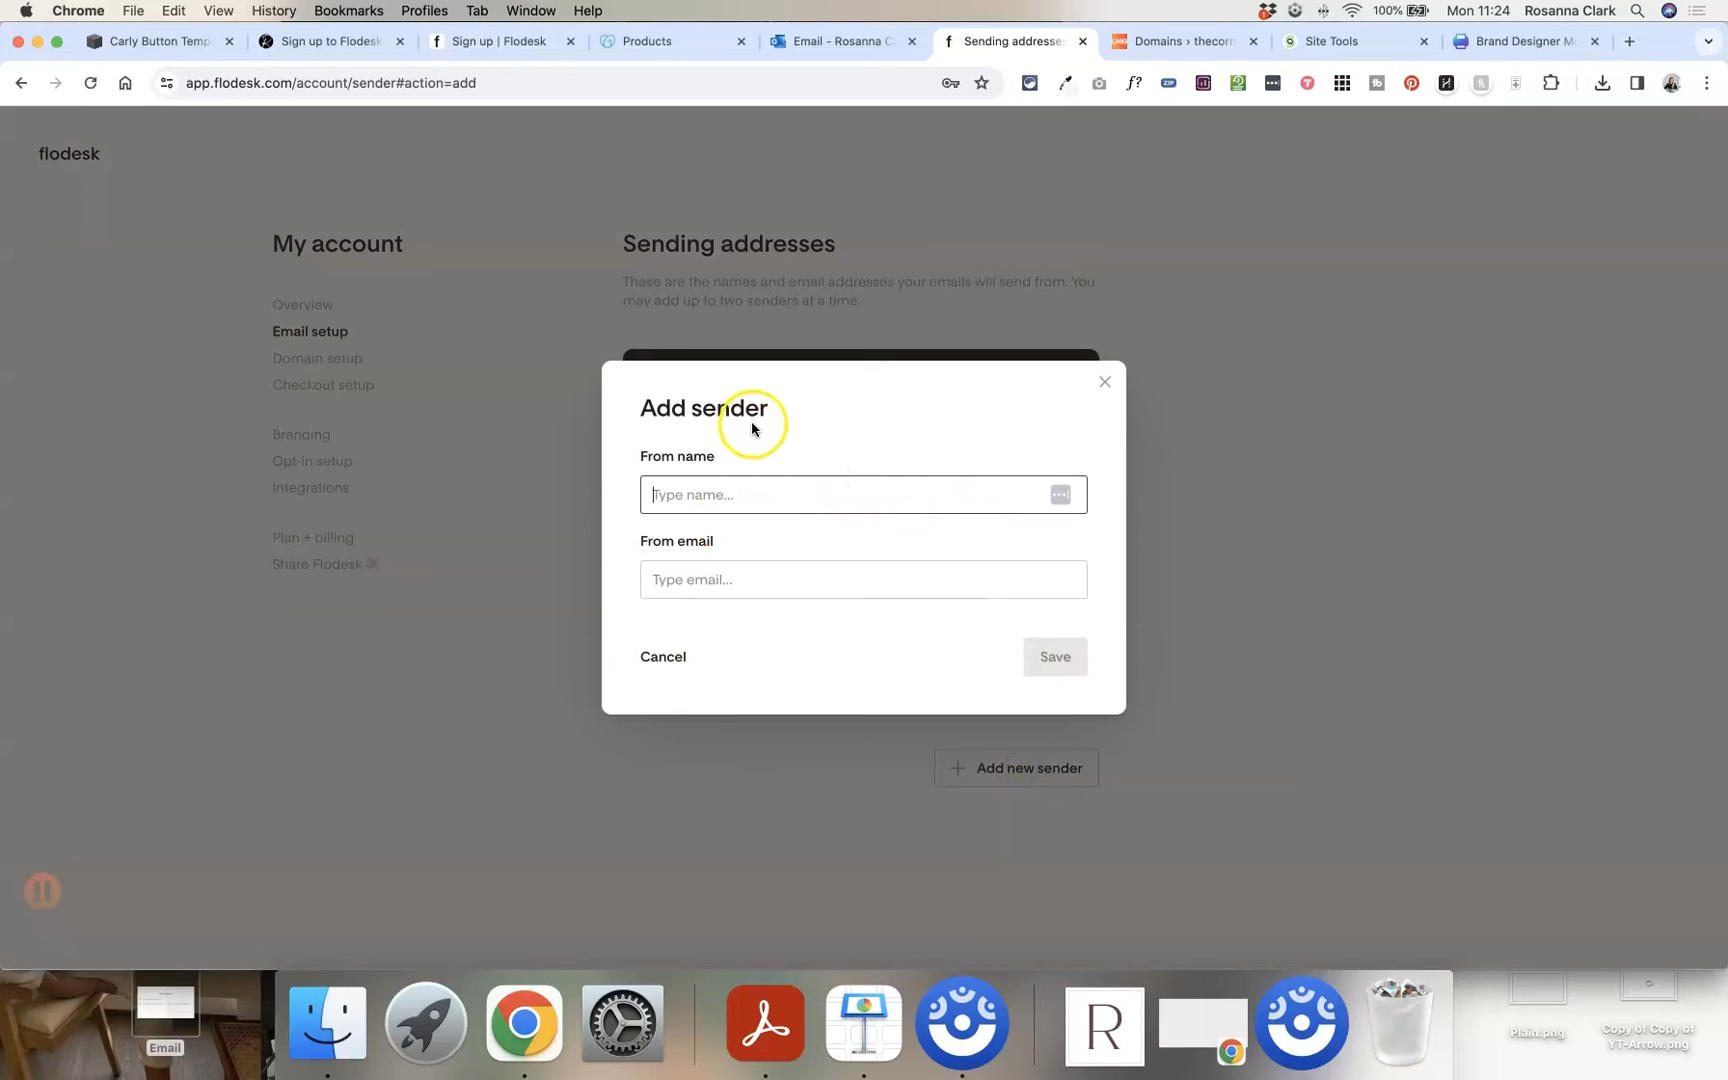 Chrome File Edit View History Bookmarks Profiles Tab Window Help 100% Mon 11:24 Rosanna Clark
Carly Button Temp Sign up to Flodesk Sign up | Flodesk Products Email - Rosanna C Sending addresses Domains › thecorn Site Tools Brand Designer M
app.flodesk.com/account/sender#action=add
flodesk
My account
Overview
Email setup
Domain setup
Checkout setup
Branding
Opt-in setup
Integrations
Plan + billing
Share Flodesk
Sending addresses
These are the names and email addresses your emails will send from. You
may add up to two senders at a time.
Add sender
From name
Type name...
From email
Type email...
Cancel
Save
Add new sender
R
Email
Plain.png
Copy of Copy of
YT-Arrow.png